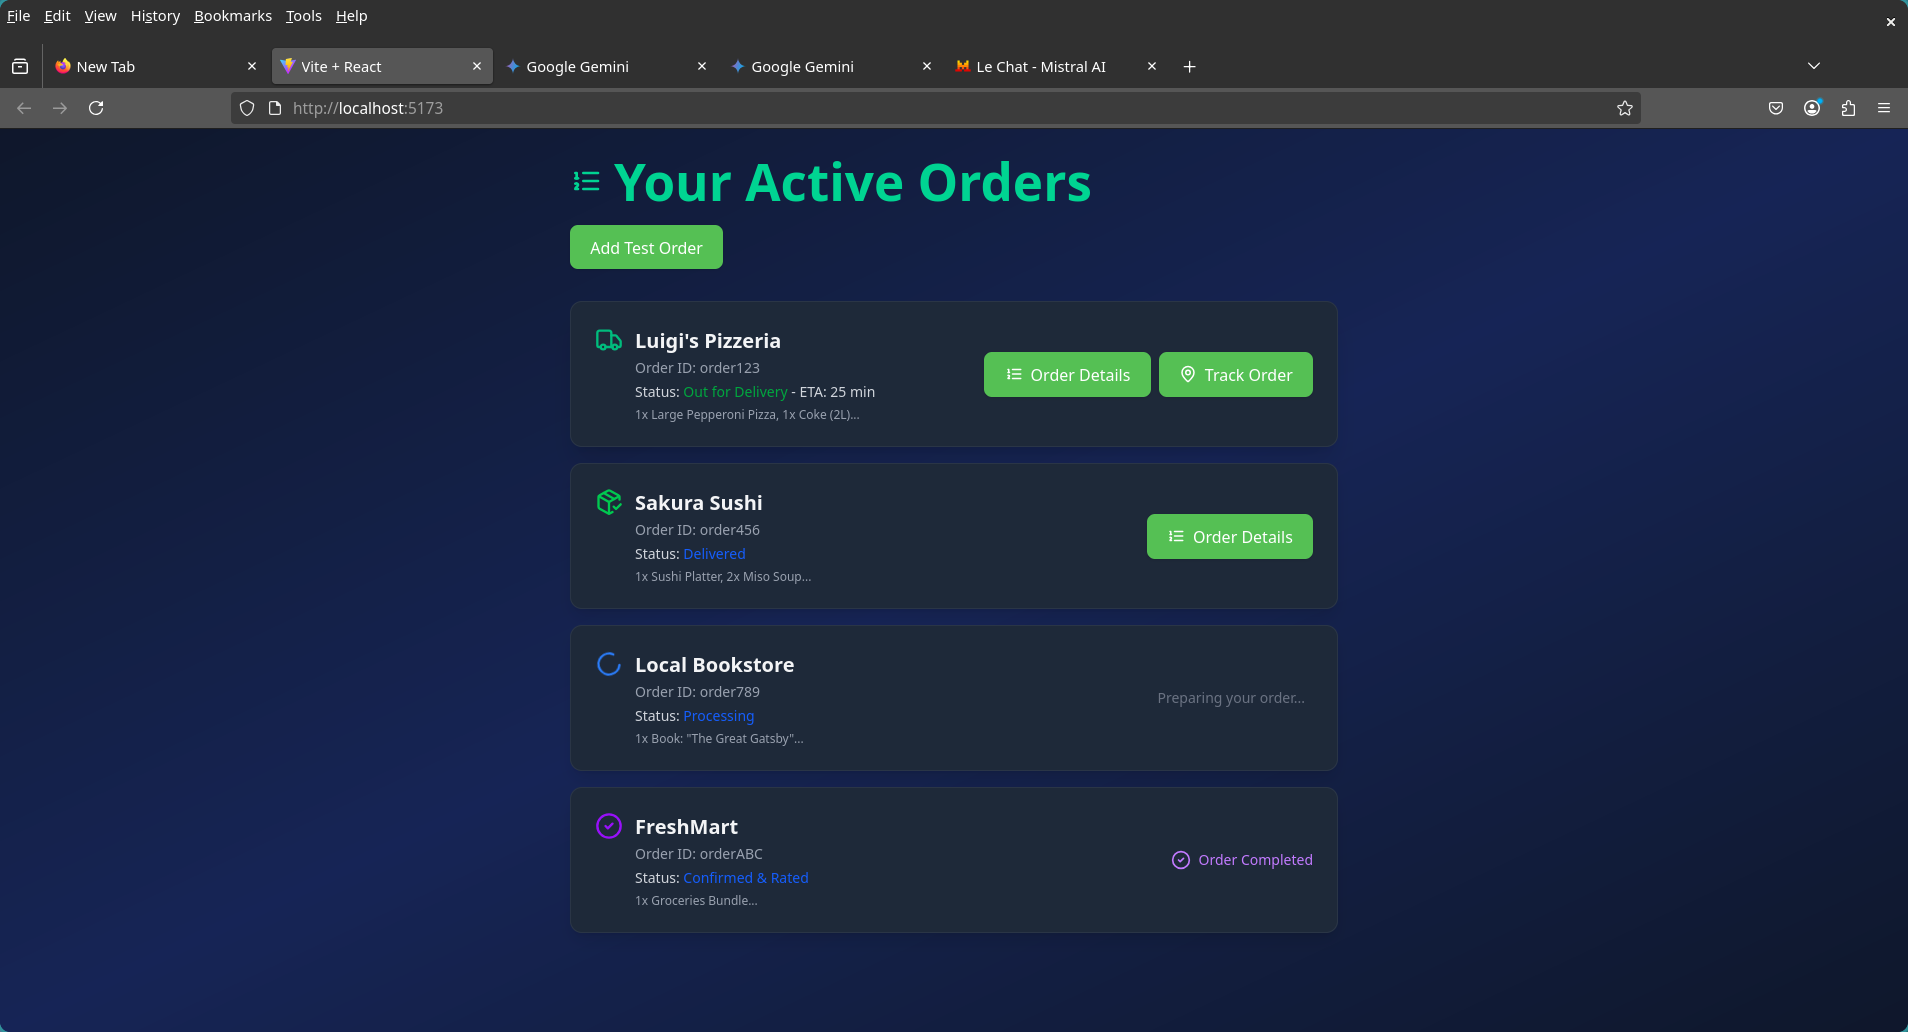 File Edit View History Bookmarks Tools Help
New Tab
Vite + React
Google Gemini
Google Gemini
Le Chat - Mistral AI
http://localhost:5173
Your Active Orders
Add Test Order
Luigi's Pizzeria
Order ID: order123
Status: Out for Delivery - ETA: 25 min
1x Large Pepperoni Pizza, 1x Coke (2L)...
Order Details
Track Order
Sakura Sushi
Order ID: order456
Status: Delivered
1x Sushi Platter, 2x Miso Soup...
Order Details
Local Bookstore
Order ID: order789
Status: Processing
1x Book: "The Great Gatsby"...
Preparing your order...
FreshMart
Order ID: orderABC
Status: Confirmed & Rated
1x Groceries Bundle...
Order Completed